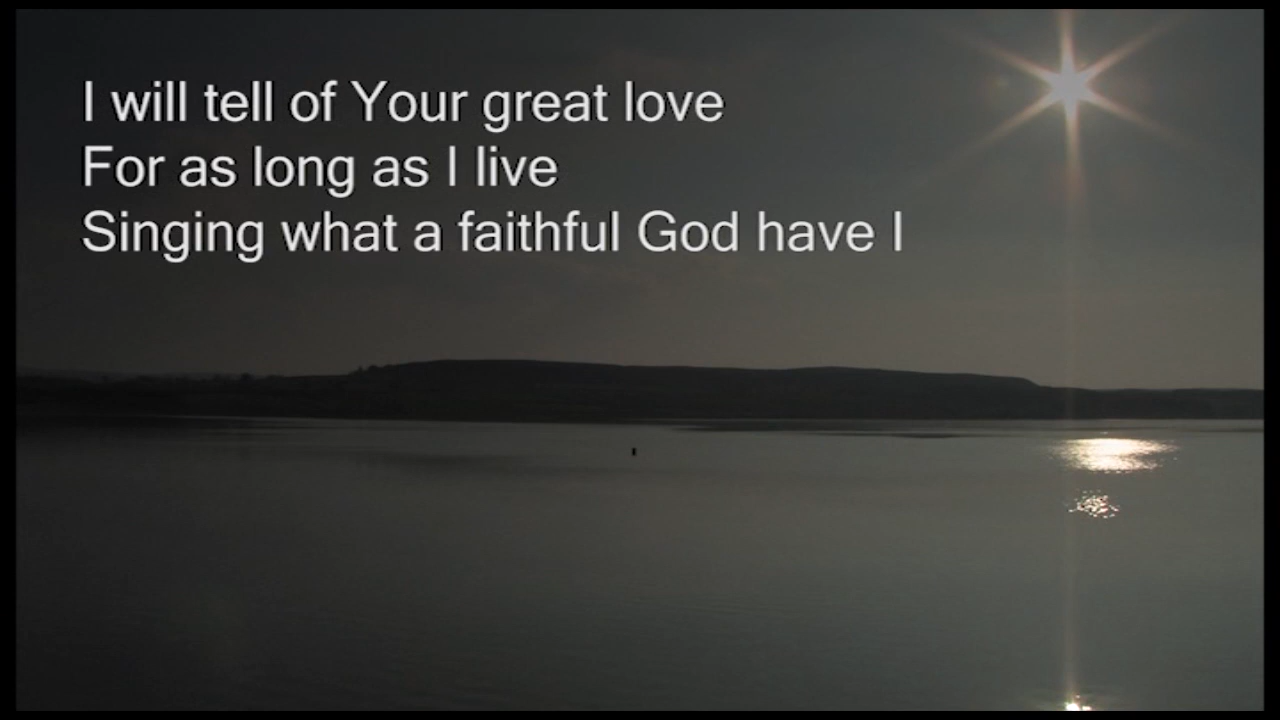 I will tell of Your great love
For as long as I live
Singing what a faithful God have I